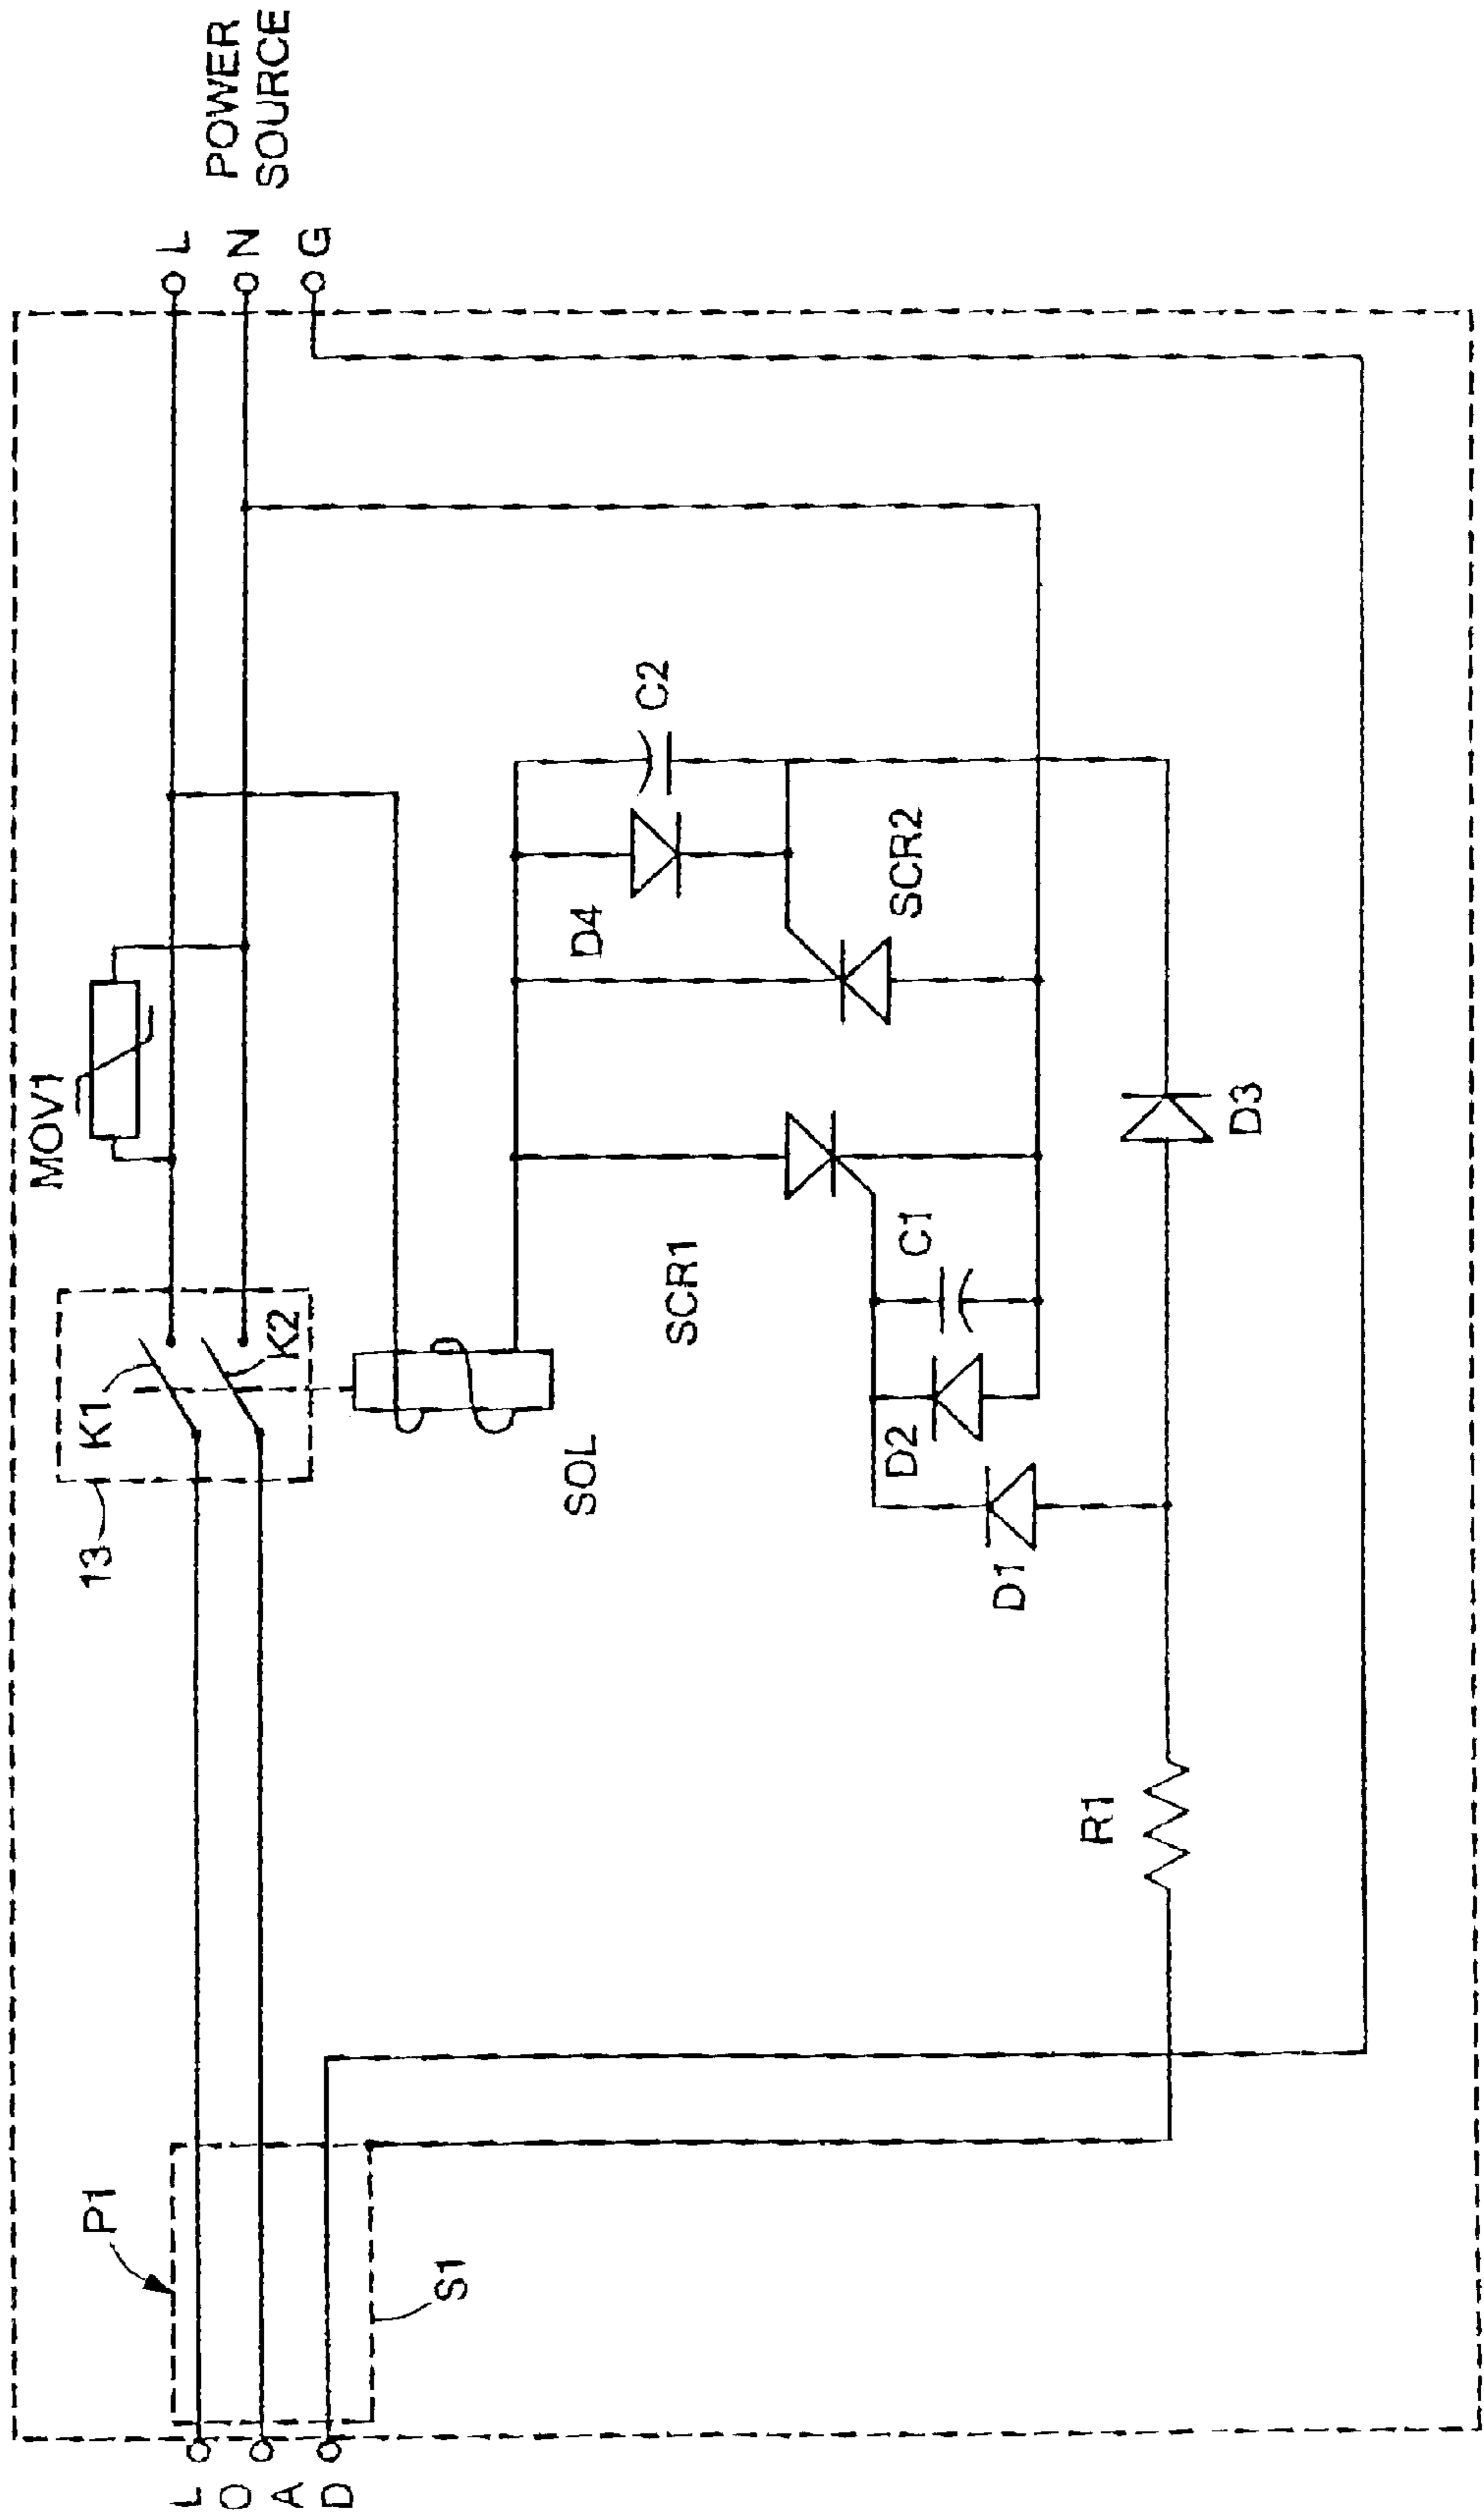 POWER
SOURCE
L
N
G
MOV1
K1
K2
13
SOL
D4
C2
SCR2
SCR1
C1
D2
D1
D3
R1
P1
S1
L
O
A
D